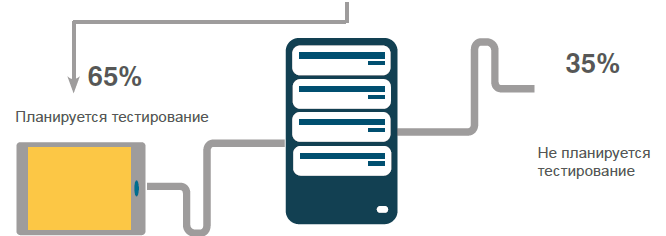 65%
Планируется тестирование
35%
Не планируется
тестирование